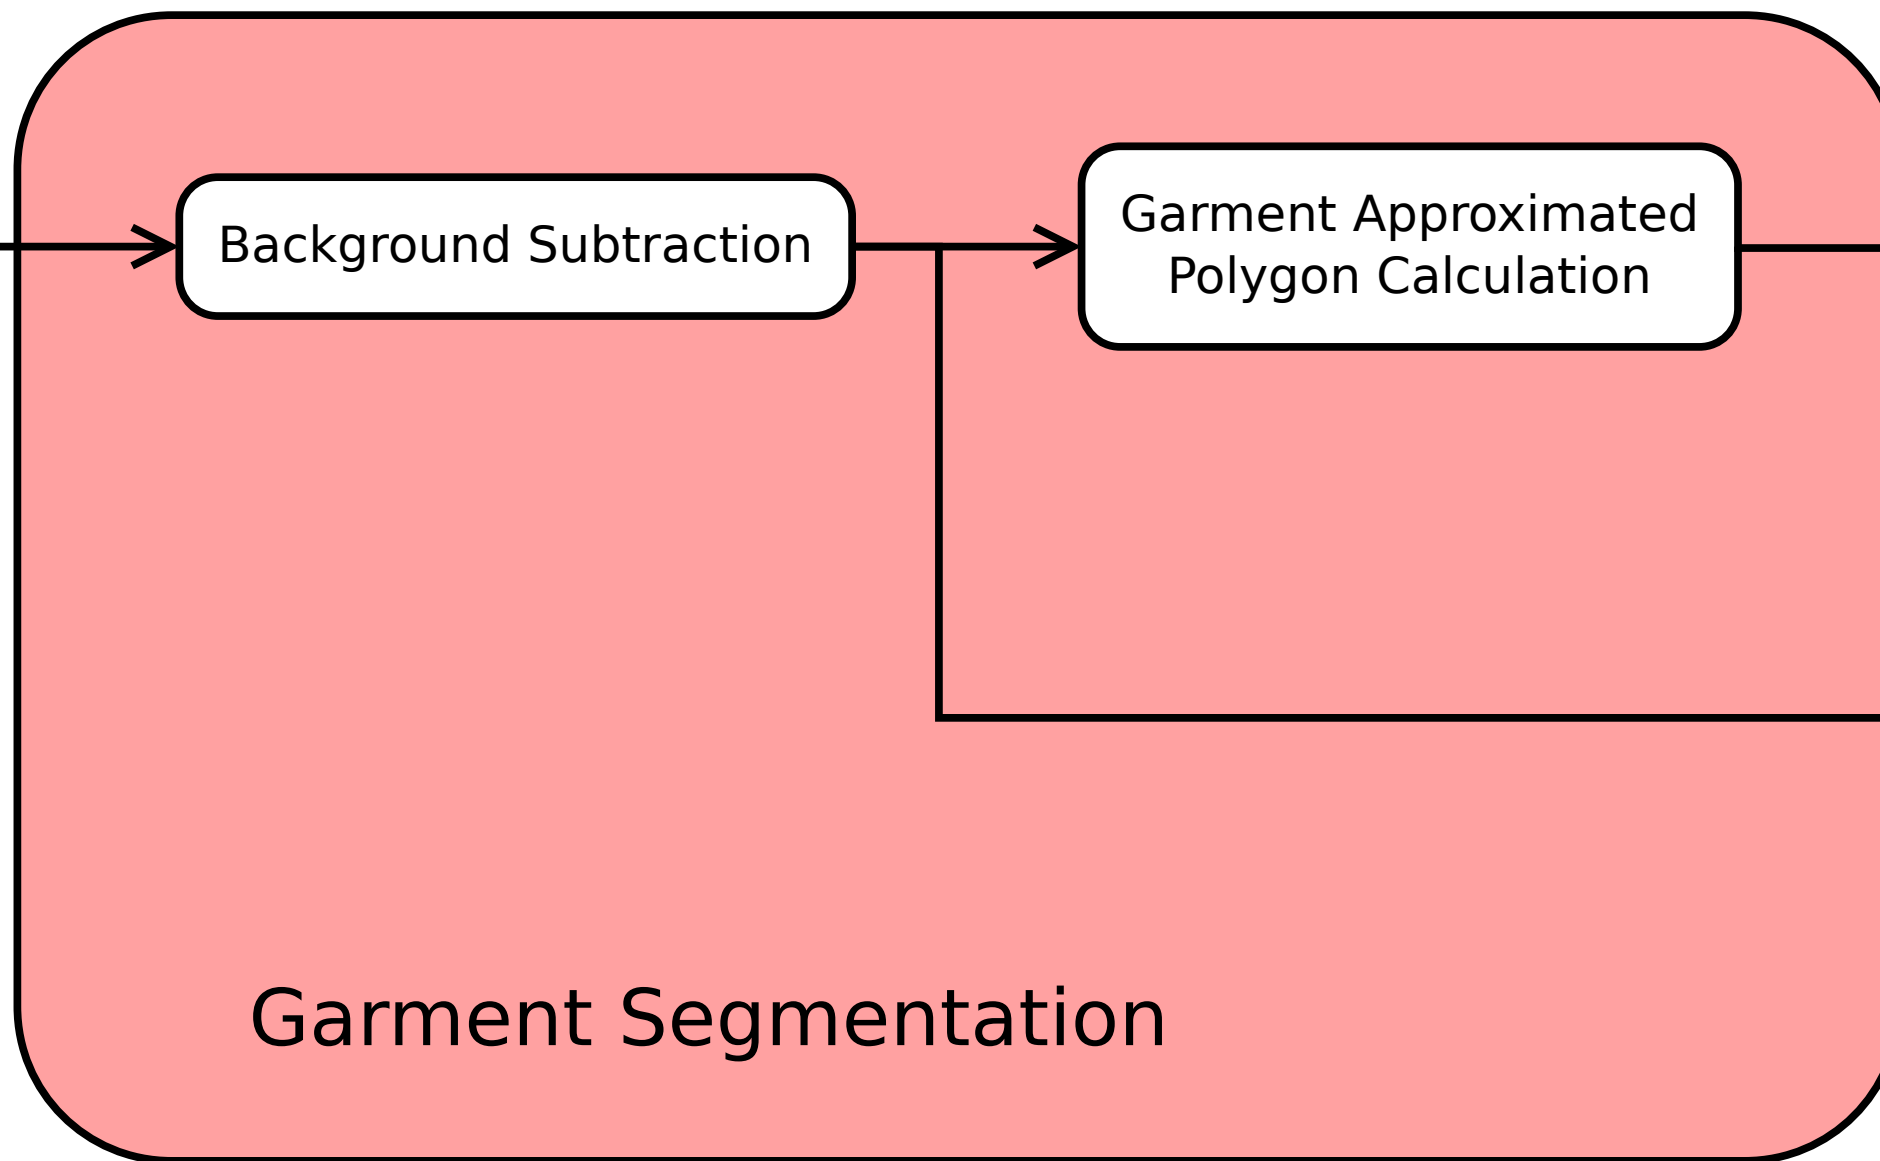 Background Subtraction
Garment Approximated
Polygon Calculation
Garment Segmentation